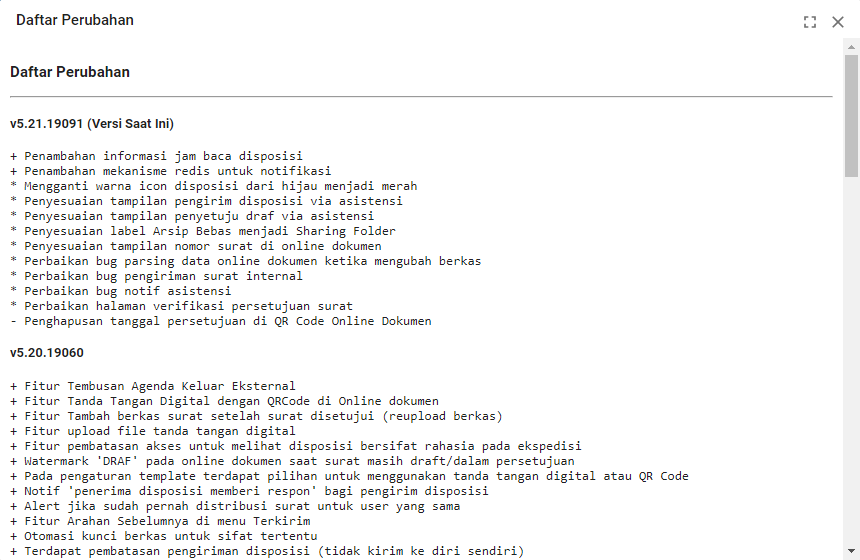 Daftar Perubahan
Daftar Perubahan
v5.21.19091 (Versi Saat Ini)
+ Penambahan informasi jam baca disposisi
+ Penambahan mekanisme redis untuk notifikasi
* Mengganti warna icon disposisi dari hijau menjadi merah
* Penyesuaian tampilan pengirim disposisi via asistensi
* Penyesuaian tampilan penyetuju draf via asistensi
* Penyesuaian label Arsip Bebas menjadi Sharing Folder
* Penyesuaian tampilan nomor surat di online dokumen
* Perbaikan bug parsing data online dokumen ketika mengubah berkas
* Perbaikan bug pengiriman surat internal
* Perbaikan bug notif asistensi
* Perbaikan halaman verifikasi persetujuan surat
- Penghapusan tanggal persetujuan di QR Code Online Dokumen
v5.20.19060
+ Fitur Tembusan Agenda Keluar Eksternal
+ Fitur Tanda Tangan Digital dengan QRCode di Online dokumen
+ Fitur Tambah berkas surat setelah surat disetujui (reupload berkas)
+ Fitur upload file tanda tangan digital
+ Fitur pembatasan akses untuk melihat disposisi bersifat rahasia pada ekspedisi
+ Watermark 'DRAF' pada online dokumen saat surat masih draft/dalam persetujuan
+ Pada pengaturan template terdapat pilihan untuk menggunakan tanda tangan digital atau QR Code
+ Notif 'penerima disposisi memberi respon' bagi pengirim disposisi
+ Alert jika sudah pernah distribusi surat untuk user yang sama
+ Fitur Arahan Sebelumnya di menu Terkirim
+ Otomasi kunci berkas untuk sifat tertentu
+ Terdapat pembatasan pengiriman disposisi (tidak kirim ke diri sendiri)